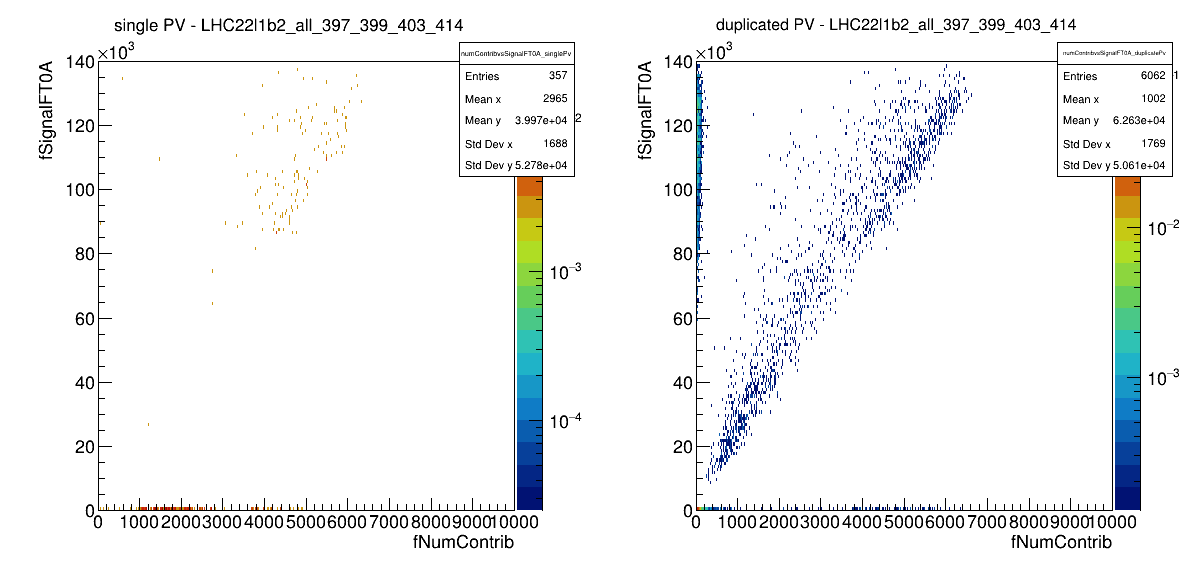 single PV - LHC22l1b2_all_397_399_403_414
×10³
fSignalFT0A
140
120
100
80
60
40
20
0
0 1000 2000 3000 4000 5000 6000 7000 8000 9000 10000
fNumContrib
numContribvsSignalFT0A_singlePv
Entries 357
Mean x 2965
Mean y 3.997e+04
Std Dev x 1688
Std Dev y 5.278e+04
2
10⁻³
10⁻⁴
duplicated PV - LHC22l1b2_all_397_399_403_414
×10³
fSignalFT0A
140
120
100
80
60
40
20
0
0 1000 2000 3000 4000 5000 6000 7000 8000 9000 10000
fNumContrib
numContribvsSignalFT0A_duplicatePv
Entries 6062
Mean x 1002
Mean y 6.263e+04
Std Dev x 1769
Std Dev y 5.061e+04
1
10⁻²
10⁻³